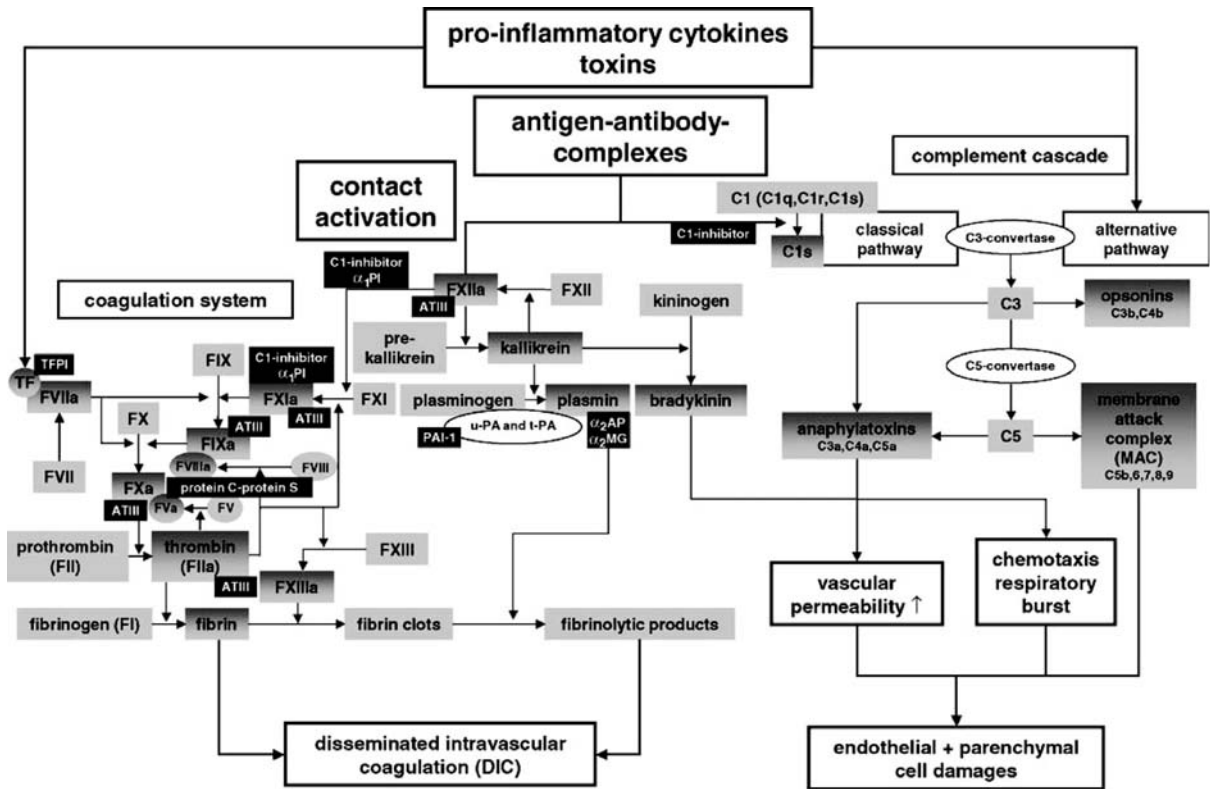 pro-inflammatory cytokines
toxins
antigen-antibody-
complexes
complement cascade
contact
activation
C1 (C1q,C1r,C1s)
C1-inhibitor
C1s
classical
pathway
C3-convertase
alternative
pathway
C1-inhibitor
α1PI
FXIIa
ATIII
FXII
kininogen
C3
opsonins
C3b,C4b
coagulation system
pre-
kallikrein
kallikrein
TFPI
TF
FVIIa
FIX
C1-inhibitor
α1PI
FXIa
ATIII
FXI
C5-convertase
plasminogen
plasmin
bradykinin
u-PA and t-PA
PAI-1
α2AP
α2MG
anaphylatoxins
C3a,C4a,C5a
C5
membrane
attack
complex
(MAC)
C5b,6,7,8,9
FX
ATIII
FIXa
FVII
FVIIIa
FVIII
FXa
protein C-protein S
ATIII
FVa
FV
prothrombin
(FII)
thrombin
(FIIa)
ATIII
FXIII
FXIIIa
vascular
permeability ↑
chemotaxis
respiratory
burst
fibrinogen (FI)
fibrin
fibrin clots
fibrinolytic products
disseminated intravascular
coagulation (DIC)
endothelial + parenchymal
cell damages